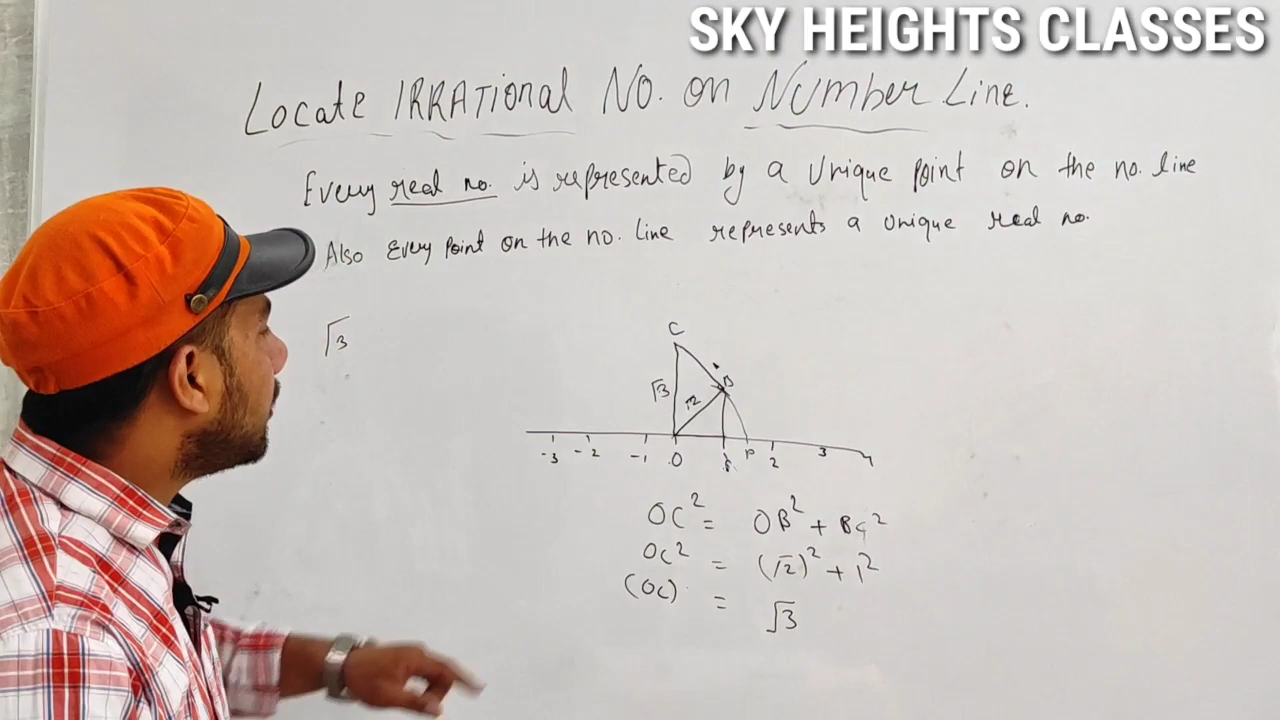 SKY HEIGHTS CLASSES
Locate IRRATional No. on Number Line.
Every real no. is represented by a Unique Point on the no. line
Also Every Point on the no. line represents a unique real no.
√3
C
√3 √2 B
-3 -2 -1 0 P 2 3
OC² = OB² + BC²
OC² = (√2)² + 1²
(OC) = √3